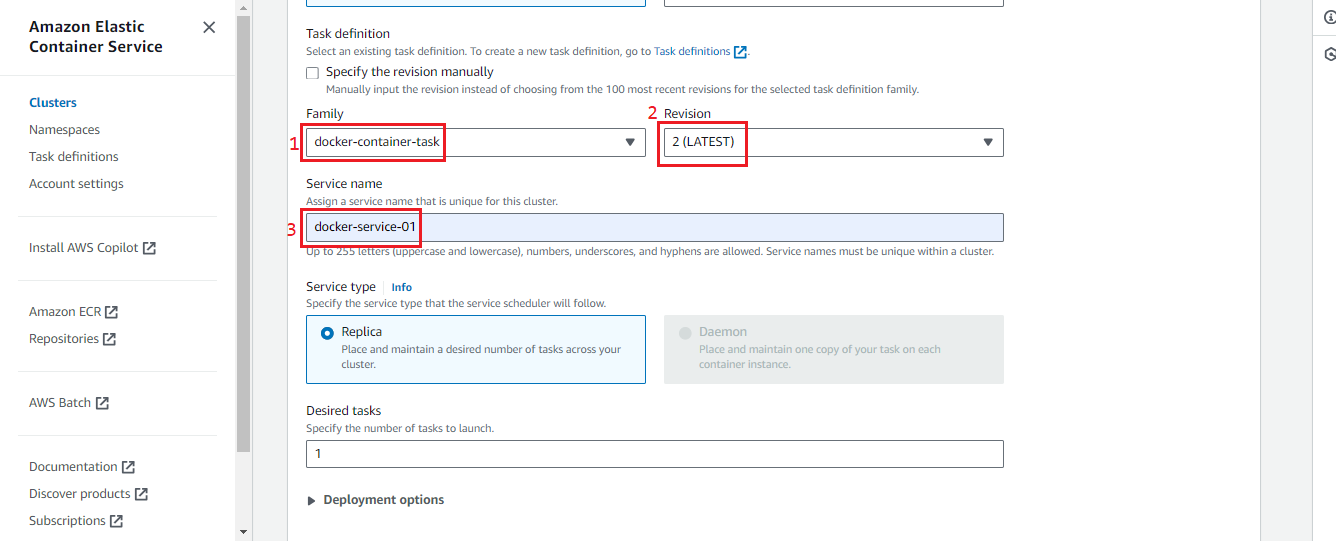 Amazon Elastic
Container Service
Clusters
Namespaces
Task definitions
Account settings
Install AWS Copilot
Amazon ECR
Repositories
AWS Batch
Documentation
Discover products
Subscriptions
Task definition
Select an existing task definition. To create a new task definition, go to Task definitions.
Specify the revision manually
Manually input the revision instead of choosing from the 100 most recent revisions for the selected task definition family.
Family
1
docker-container-task
2
Revision
2 (LATEST)
Service name
Assign a service name that is unique for this cluster.
3
docker-service-01
Up to 255 letters (uppercase and lowercase), numbers, underscores, and hyphens are allowed. Service names must be unique within a cluster.
Service type
Info
Specify the service type that the service scheduler will follow.
Replica
Place and maintain a desired number of tasks across your
cluster.
Daemon
Place and maintain one copy of your task on each
container instance.
Desired tasks
Specify the number of tasks to launch.
1
Deployment options